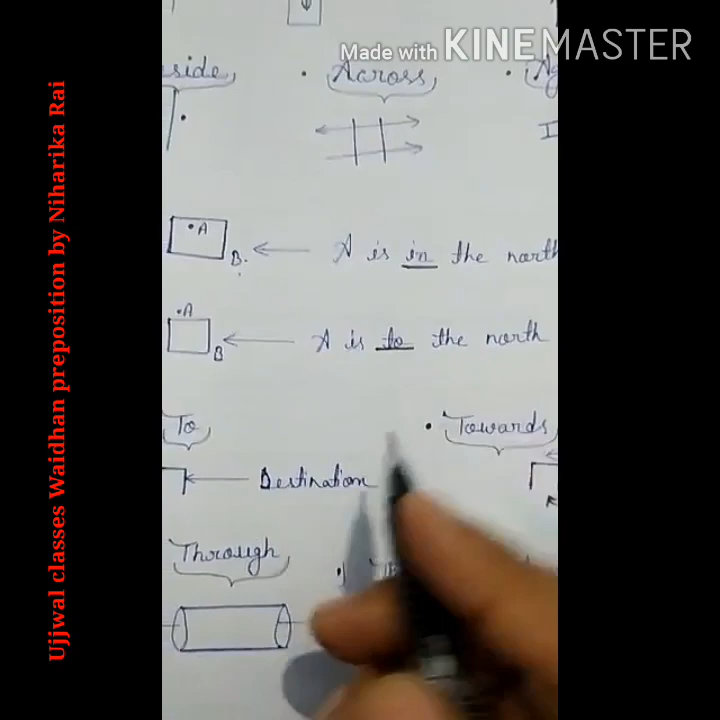 Made with KINEMASTER
Ujjwal classes Waidhan preposition by Niharika Rai
side
• Across
•
A
B.
A is in the north
A
B
A is to the north
To
• Towards
Destination
Through